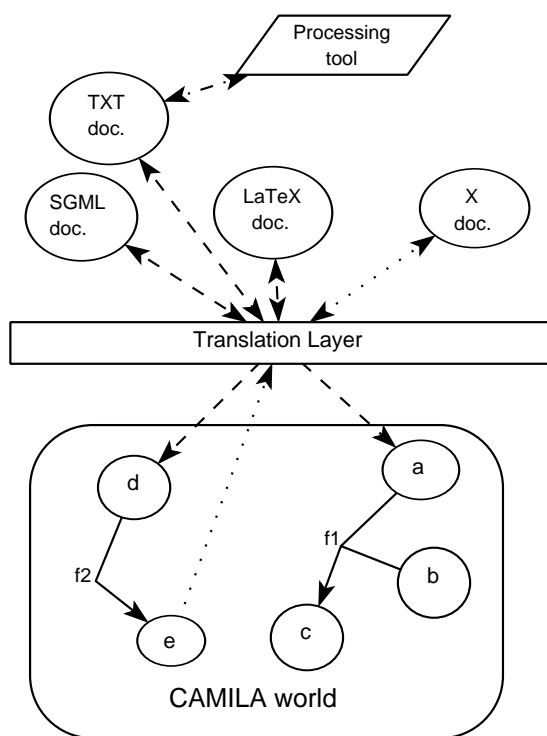 Processing
tool
TXT
doc.
SGML
doc.
LaTeX
doc.
X
doc.
Translation Layer
d
a
f1
f2
b
c
e
CAMILA world